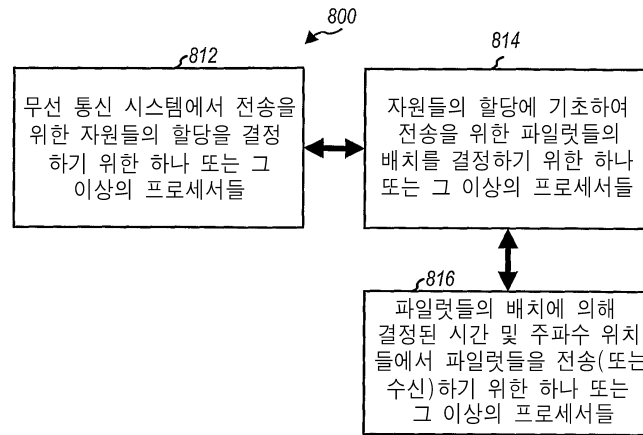 800
812
무선 통신 시스템에서 전송을
위한 자원들의 할당을 결정
하기 위한 하나 또는 그
이상의 프로세서들
814
자원들의 할당에 기초하여
전송을 위한 파일럿들의
배치를 결정하기 위한 하나
또는 그 이상의 프로세서들
816
파일럿들의 배치에 의해
결정된 시간 및 주파수 위치
들에서 파일럿들을 전송(또는
수신)하기 위한 하나 또는
그 이상의 프로세서들